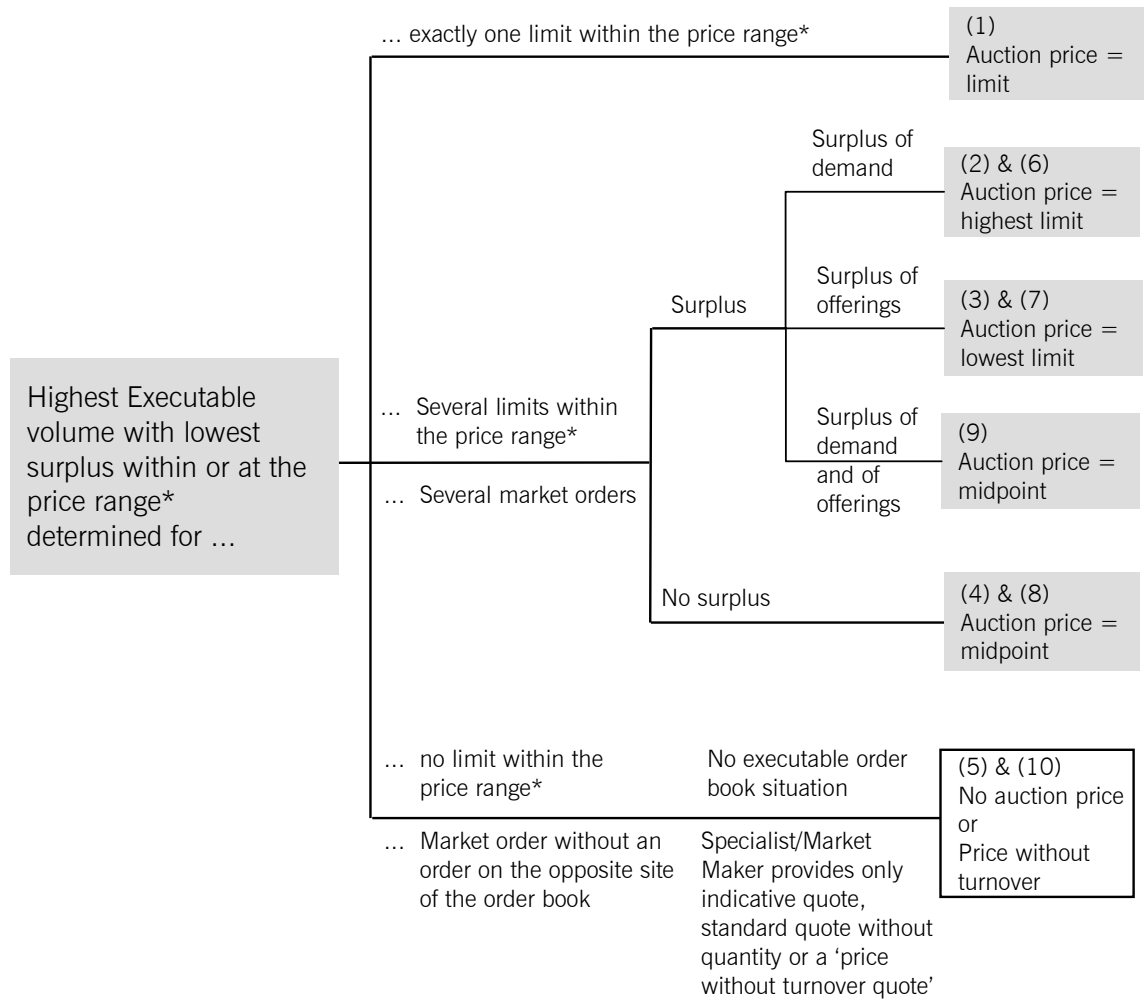 ... exactly one limit within the price range*
(1)
Auction price =
limit
Surplus of
demand
(2) & (6)
Auction price =
highest limit
Surplus of
offerings
(3) & (7)
Auction price =
lowest limit
Surplus
Highest Executable
volume with lowest
surplus within or at the
price range*
determined for ...
... Several limits within
the price range*
... Several market orders
Surplus of
demand
and of
offerings
(9)
Auction price =
midpoint
No surplus
(4) & (8)
Auction price =
midpoint
... no limit within the
price range*
No executable order
book situation
... Market order without an
order on the opposite site
of the order book
Specialist/Market
Maker provides only
indicative quote,
standard quote without
quantity or a ‘price
without turnover quote’
(5) & (10)
No auction price
or
Price without
turnover